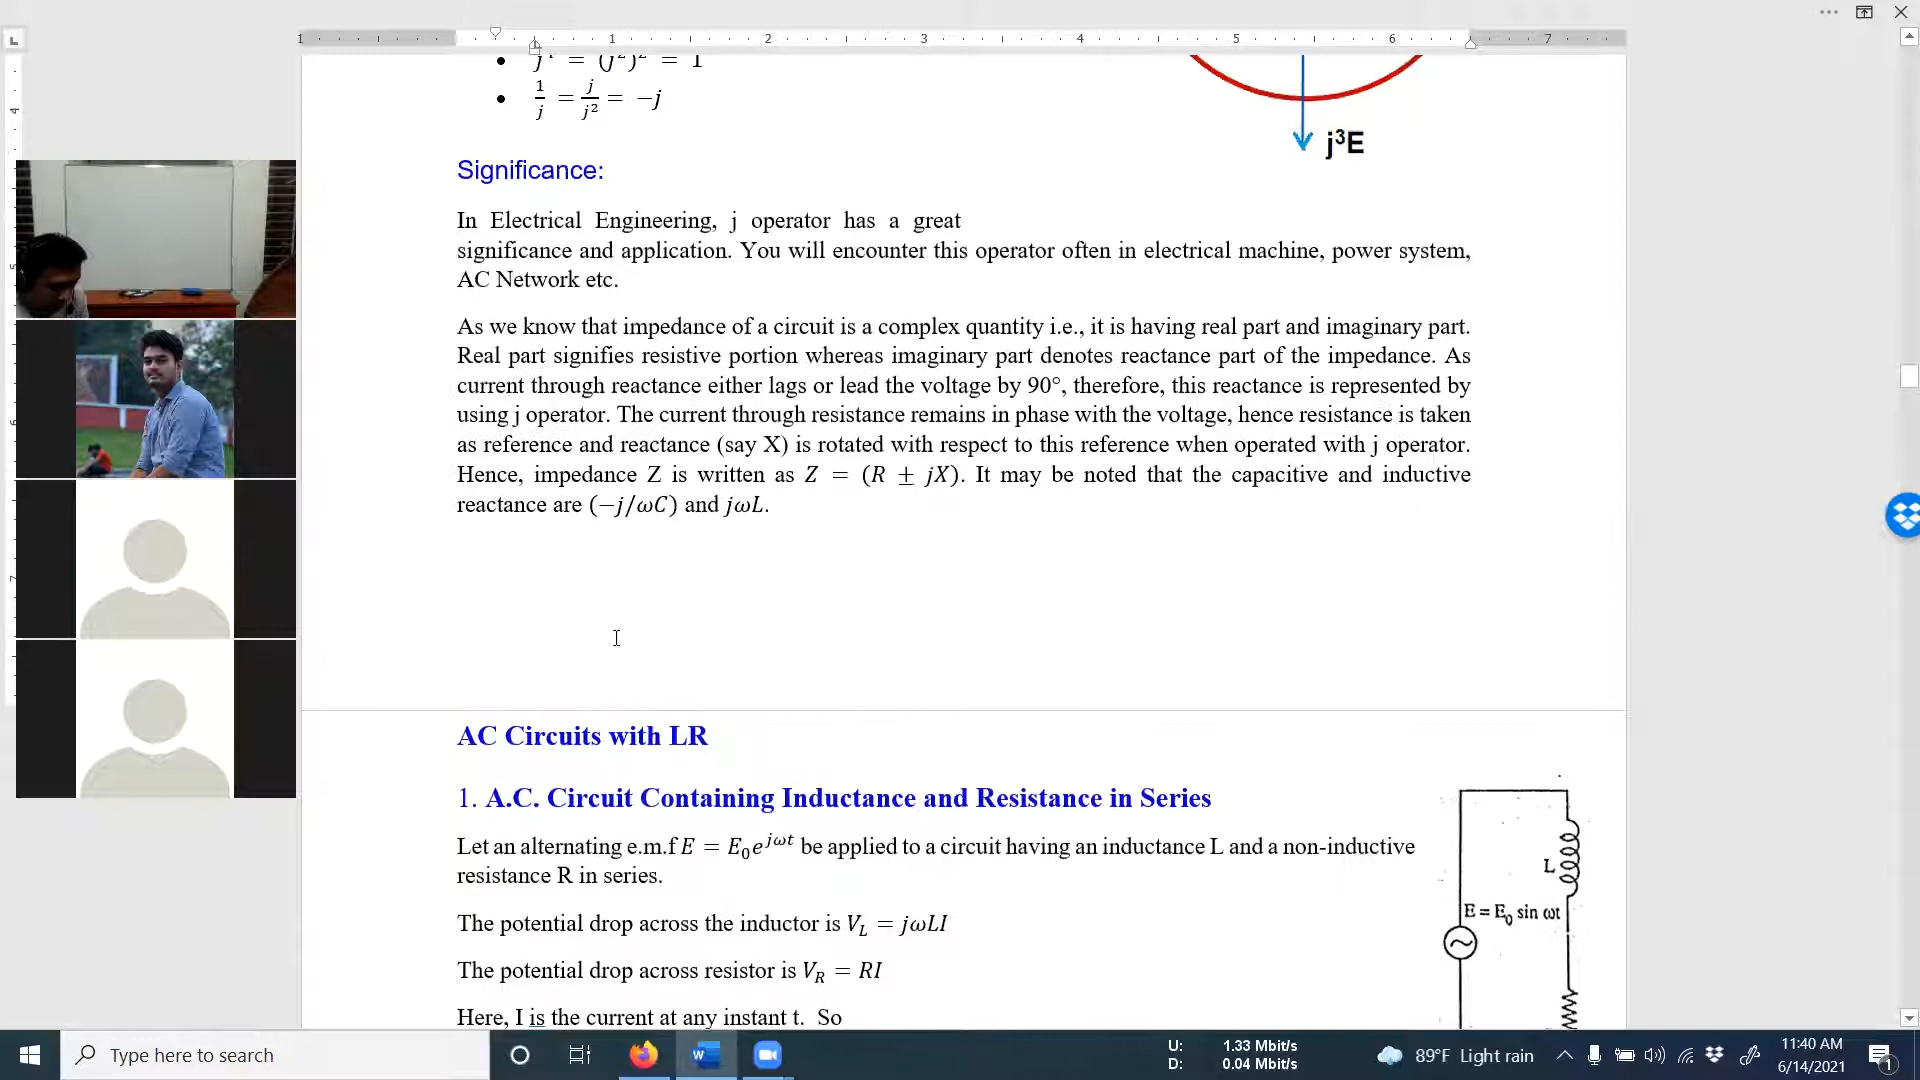 1 1 2 3 4 5 6 7
j⁴ = (j²)² = 1
1/j = j/j² = −j
j³E
Significance:
In Electrical Engineering, j operator has a great
significance and application. You will encounter this operator often in electrical machine, power system,
AC Network etc.
As we know that impedance of a circuit is a complex quantity i.e., it is having real part and imaginary part.
Real part signifies resistive portion whereas imaginary part denotes reactance part of the impedance. As
current through reactance either lags or lead the voltage by 90°, therefore, this reactance is represented by
using j operator. The current through resistance remains in phase with the voltage, hence resistance is taken
as reference and reactance (say X) is rotated with respect to this reference when operated with j operator.
Hence, impedance Z is written as Z = (R ± jX). It may be noted that the capacitive and inductive
reactance are (−j/ωC) and jωL.
AC Circuits with LR
1. A.C. Circuit Containing Inductance and Resistance in Series
Let an alternating e.m.f E = E₀e^jωt be applied to a circuit having an inductance L and a non-inductive
resistance R in series.
L
E = E₀ sin ωt
The potential drop across the inductor is V_L = jωLI
The potential drop across resistor is V_R = RI
Here, I is the current at any instant t. So
Type here to search
U: 1.33 Mbit/s
D: 0.04 Mbit/s
89°F Light rain
11:40 AM
6/14/2021
1